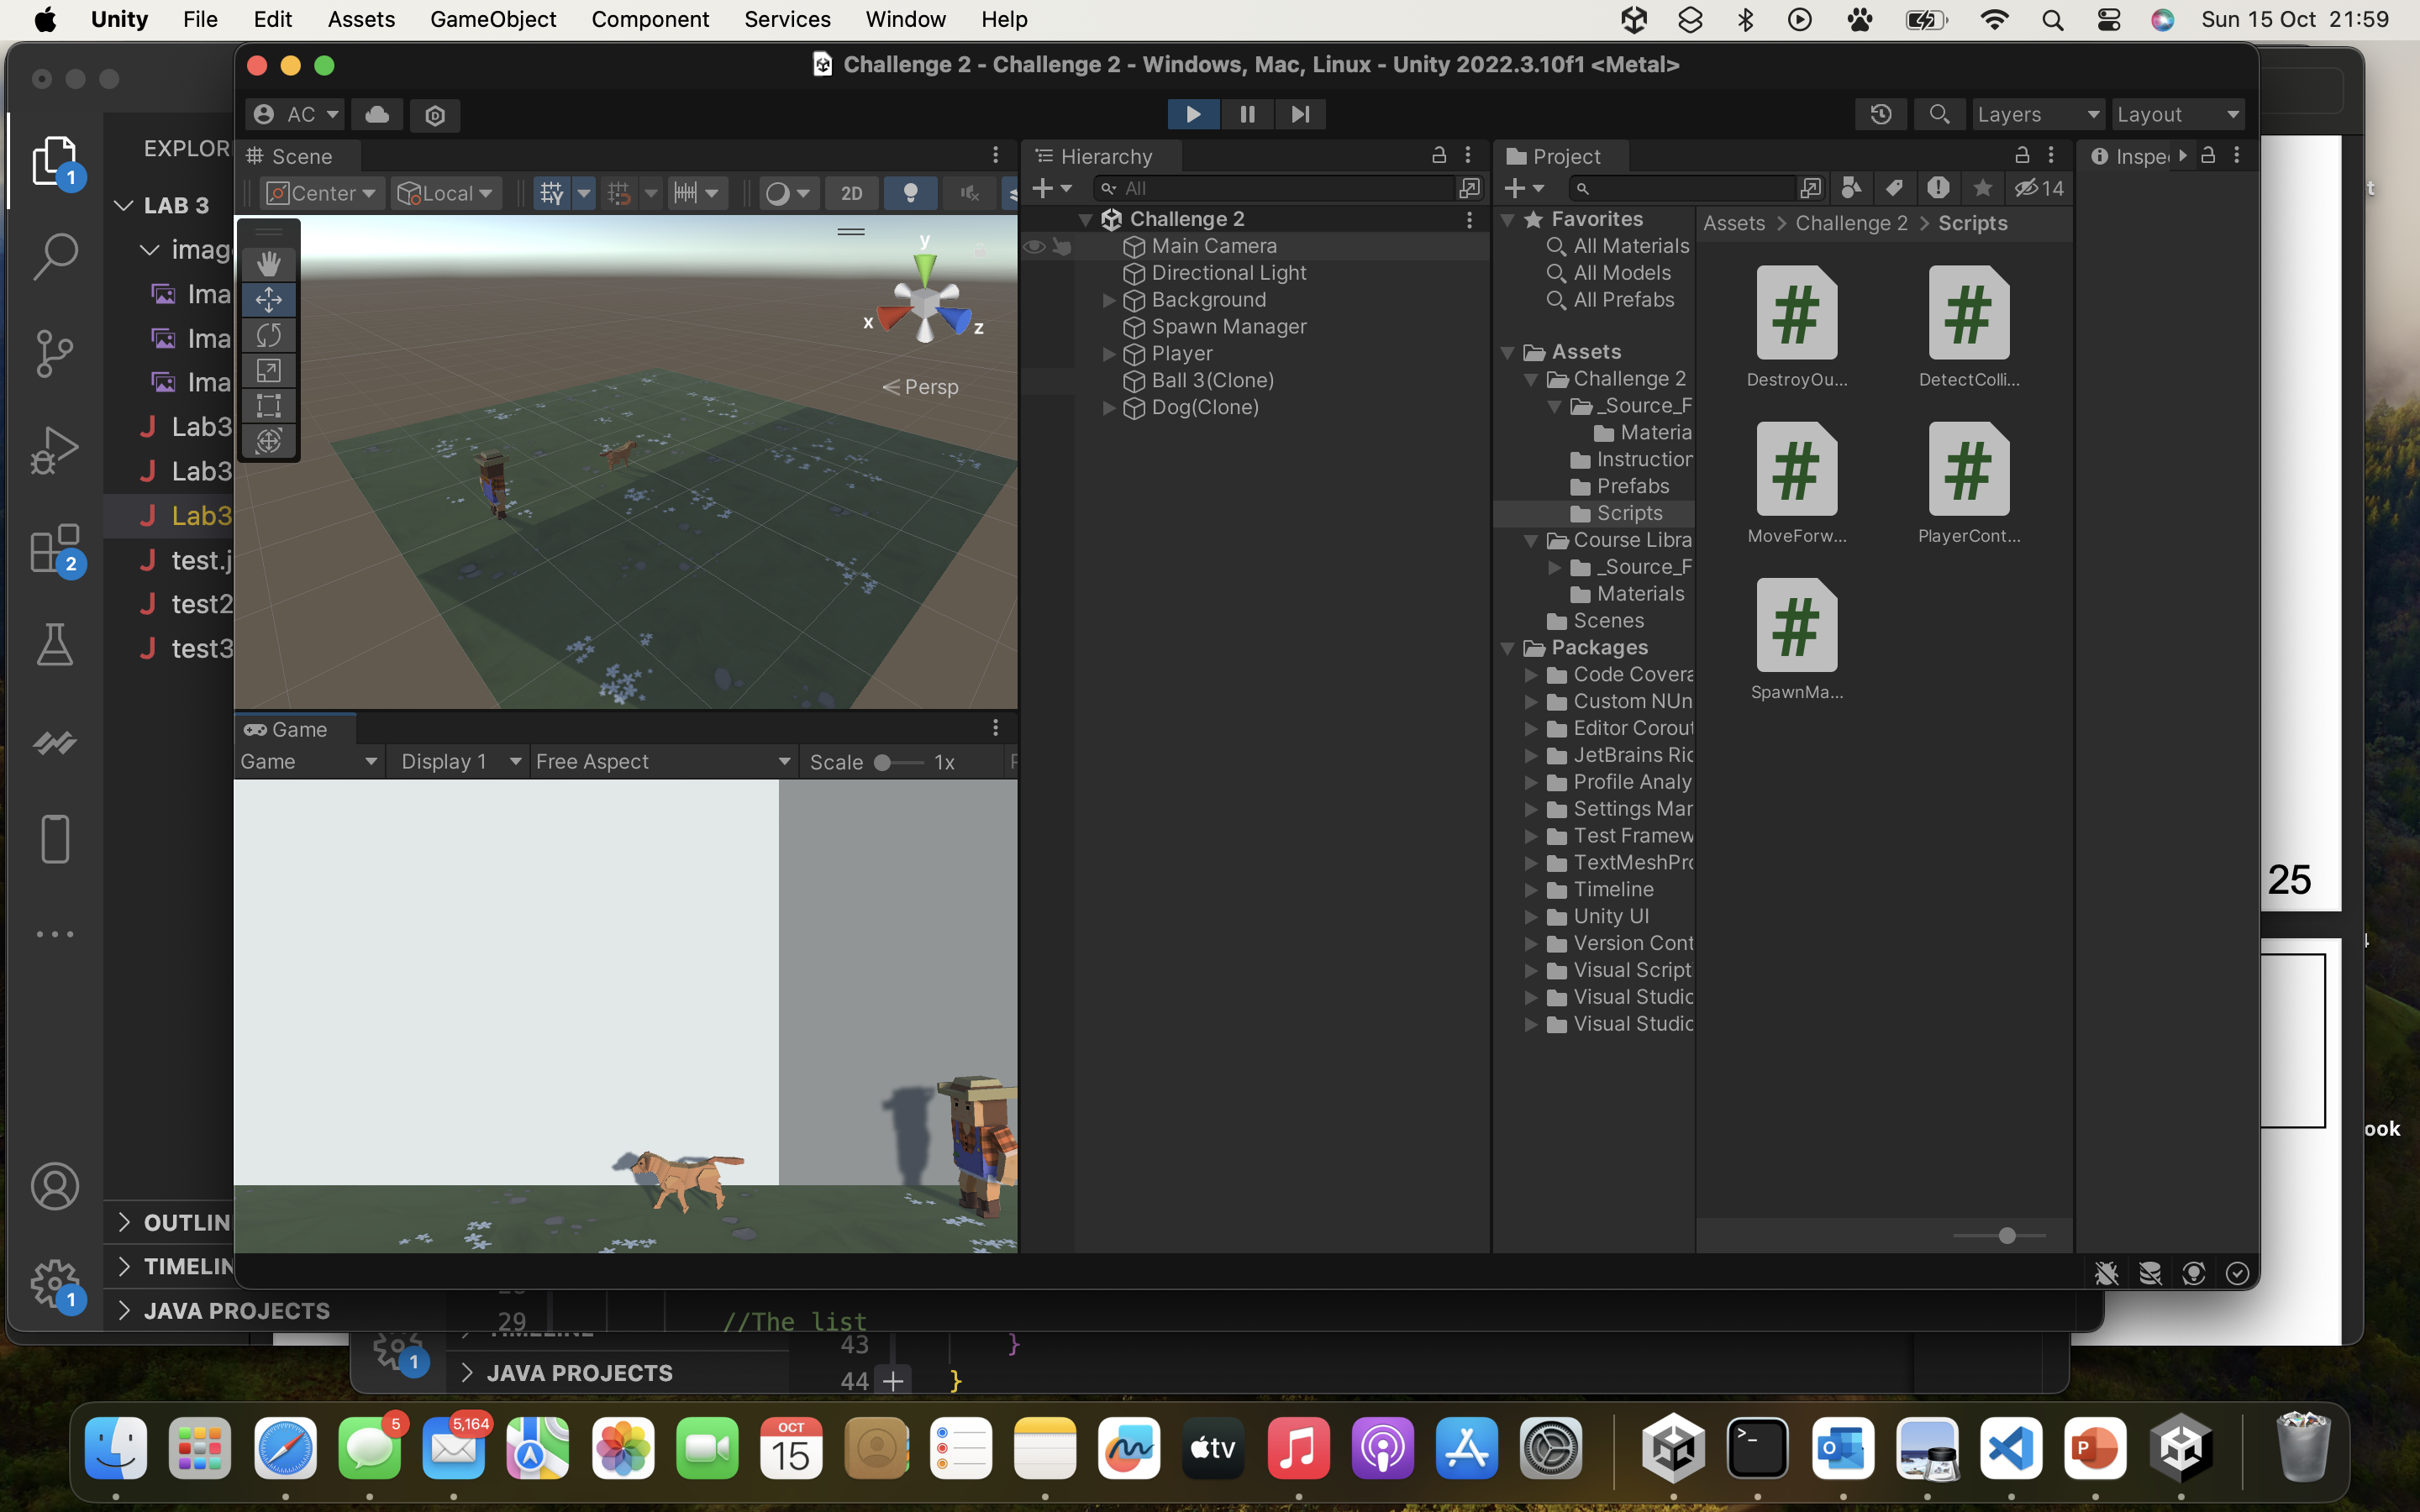 Unity File Edit Assets GameObject Component Services Window Help
Sun 15 Oct 21:59
Challenge 2 - Challenge 2 - Windows, Mac, Linux - Unity 2022.3.10f1 <Metal>
AC
Layers
Layout
EXPLOR
LAB 3
imag
Ima
Ima
Ima
Lab3
Lab3
Lab3
test.j
test2
test3
OUTLIN
TIMELIN
JAVA PROJECTS
1
2
1
Scene
Center
Local
2D
y
x
z
Persp
Game
Game
Display 1
Free Aspect
Scale
1x
Hierarchy
All
Challenge 2
Main Camera
Directional Light
Background
Spawn Manager
Player
Ball 3(Clone)
Dog(Clone)
Project
14
Favorites
All Materials
All Models
All Prefabs
Assets
Challenge 2
_Source_F
Materia
Instruction
Prefabs
Scripts
Course Libra
_Source_F
Materials
Scenes
Packages
Code Covera
Custom NUn
Editor Corout
JetBrains Ric
Profile Analy
Settings Mar
Test Framew
TextMeshPro
Timeline
Unity UI
Version Cont
Visual Script
Visual Studio
Visual Studio
Assets > Challenge 2 > Scripts
DestroyOu...
DetectColli...
MoveForw...
PlayerCont...
SpawnMa...
Inspe
25
ook
29 //The list
43 }
44 }
1
JAVA PROJECTS
5
5,164
OCT
15
tv